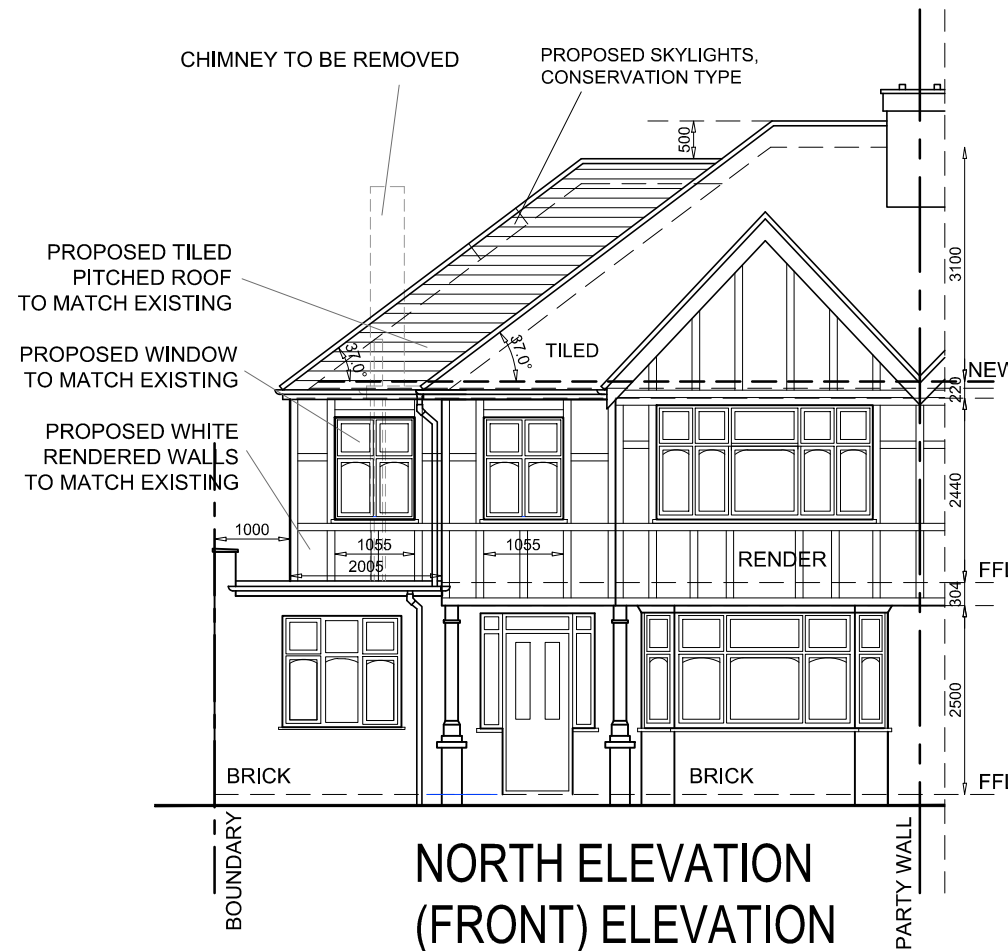 CHIMNEY TO BE REMOVED
PROPOSED SKYLIGHTS,
CONSERVATION TYPE
500
PROPOSED TILED
PITCHED ROOF
TO MATCH EXISTING
3100
PROPOSED WINDOW
TO MATCH EXISTING
37.0°
37.0°
TILED
NEW
220
PROPOSED WHITE
RENDERED WALLS
TO MATCH EXISTING
2440
1000
1055
1055
2005
RENDER
FFL
304
2500
BRICK
BRICK
FFL
BOUNDARY
PARTY WALL
NORTH ELEVATION
(FRONT) ELEVATION